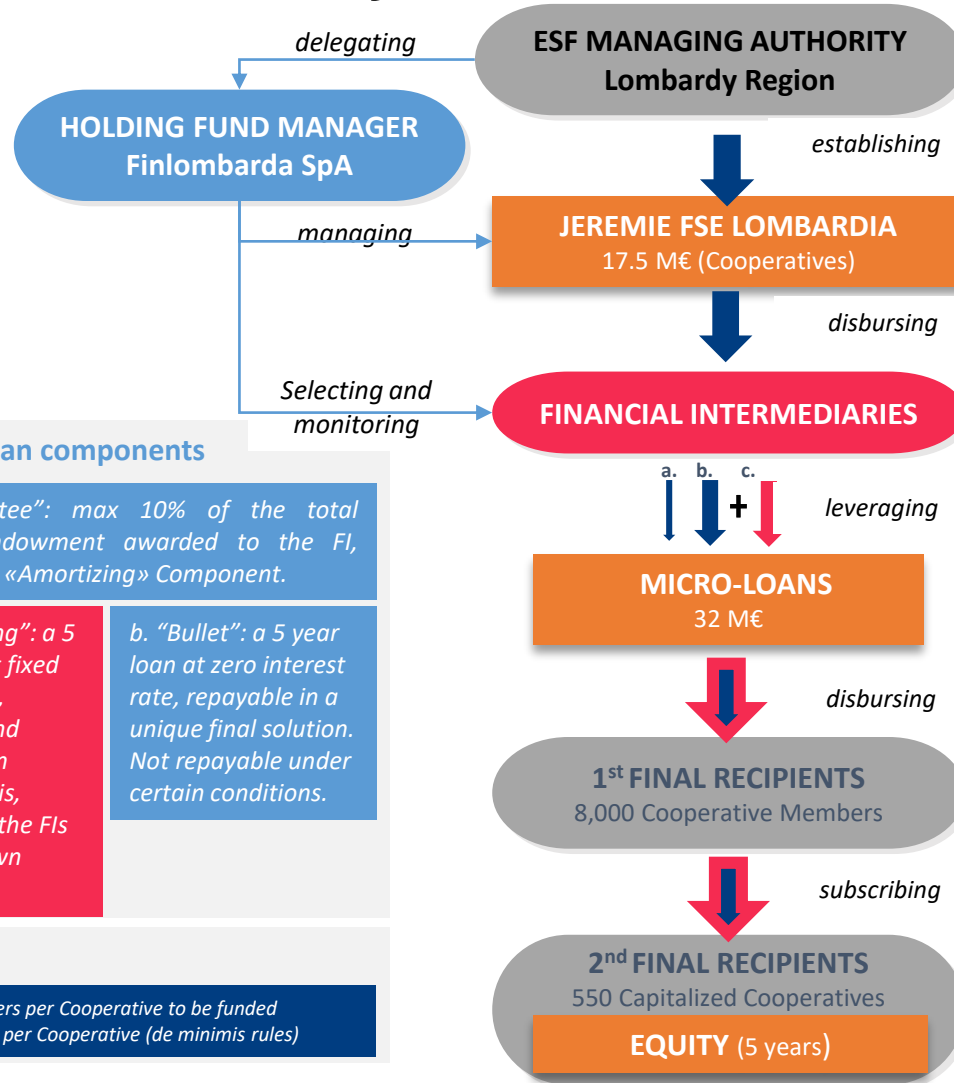 delegating
ESF MANAGING AUTHORITY
Lombardy Region
HOLDING FUND MANAGER
Finlombarda SpA
establishing
managing
JEREMIE FSE LOMBARDIA
17.5 M€ (Cooperatives)
disbursing
Selecting and
monitoring
FINANCIAL INTERMEDIARIES
a. b. c.
+
leveraging
MICRO-LOANS
32 M€
disbursing
1st FINAL RECIPIENTS
8,000 Cooperative Members
subscribing
2nd FINAL RECIPIENTS
550 Capitalized Cooperatives
EQUITY (5 years)
an components
tee”: max 10% of the total
ndowment awarded to the FI,
«Amortizing» Component.
ng”: a 5
fixed
,
nd
n
is,
the FIs
wn
b. “Bullet”: a 5 year
loan at zero interest
rate, repayable in a
unique final solution.
Not repayable under
certain conditions.
ers per Cooperative to be funded
per Cooperative (de minimis rules)